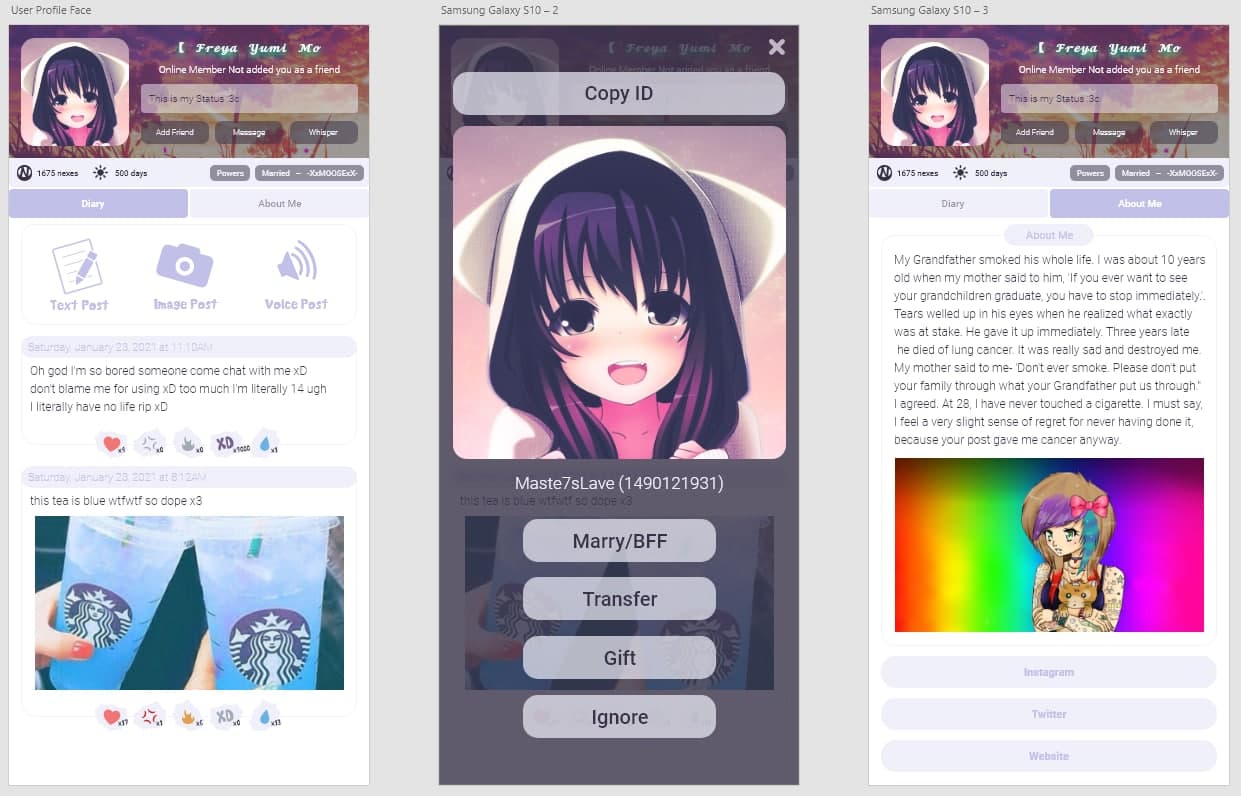 User Profile Face
【 Freya Yumi Mo
Online Member Not added you as a friend
This is my Status :3c
Add Friend
Message
Whisper
1675 nexes
500 days
Powers
Married – -XxMOOSExX-
Diary
About Me
Text Post
Image Post
Voice Post
Saturday, January 23, 2021 at 11:10AM
Oh god I'm so bored someone come chat with me xD
don't blame me for using xD too much I'm literally 14 ugh
I literally have no life rip xD
x9
x0
x0
XD x9000
x3
Saturday, January 23, 2021 at 8:12AM
this tea is blue wtfwtf so dope x3
x17
x1
x6
XD x0
x13
Samsung Galaxy S10 – 2
【 Freya Yumi Mo
Online Member Not added you as a friend
Copy ID
Maste7sLave (1490121931)
this tea is blue wtfwtf so dope x3
Marry/BFF
Transfer
Gift
Ignore
Samsung Galaxy S10 – 3
【 Freya Yumi Mo
Online Member Not added you as a friend
This is my Status :3c
Add Friend
Message
Whisper
1675 nexes
500 days
Powers
Married – -XxMOOSExX-
Diary
About Me
About Me
My Grandfather smoked his whole life. I was about 10 years
old when my mother said to him, 'If you ever want to see
your grandchildren graduate, you have to stop immediately.'.
Tears welled up in his eyes when he realized what exactly
was at stake. He gave it up immediately. Three years late
he died of lung cancer. It was really sad and destroyed me.
My mother said to me- 'Don't ever smoke. Please don't put
your family through what your Grandfather put us through."
I agreed. At 28, I have never touched a cigarette. I must say,
I feel a very slight sense of regret for never having done it,
because your post gave me cancer anyway.
Instagram
Twitter
Website